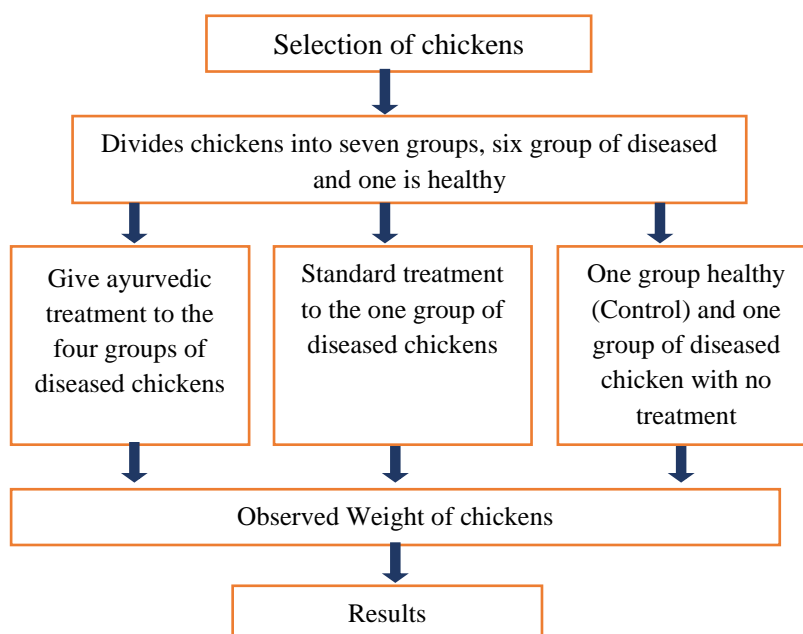 Selection of chickens
Divides chickens into seven groups, six group of diseased
and one is healthy
Give ayurvedic
treatment to the
four groups of
diseased chickens
Standard treatment
to the one group of
diseased chickens
One group healthy
(Control) and one
group of diseased
chicken with no
treatment
Observed Weight of chickens
Results